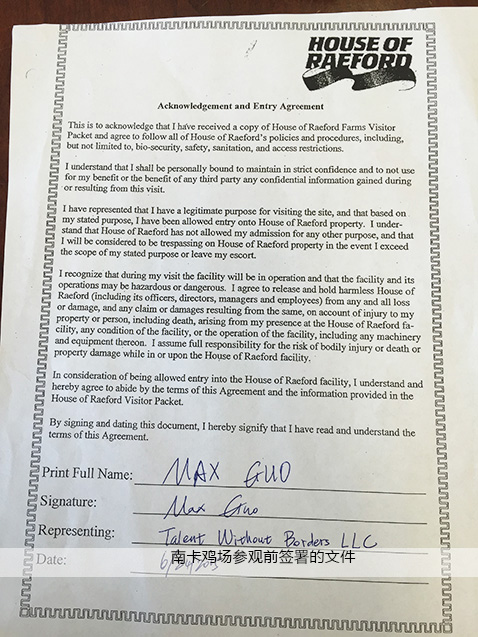 HOUSE OF
RAEFORD
Acknowledgement and Entry Agreement
This is to acknowledge that I have received a copy of House of Raeford Farms Visitor
Packet and agree to follow all of House of Raeford's policies and procedures, including,
but not limited to, bio-security, safety, sanitation, and access restrictions.
I understand that I shall be personally bound to maintain in strict confidence and to not use
for my benefit or the benefit of any third party any confidential information gained during
or resulting from this visit.
I have represented that I have a legitimate purpose for visiting the site, and that based on
my stated purpose, I have been allowed entry onto House of Raeford property. I under-
stand that House of Raeford has not allowed my admission for any other purpose, and that
I will be considered to be trespassing on House of Raeford property in the event I exceed
the scope of my stated purpose or leave my escort.
I recognize that during my visit the facility will be in operation and that the facility and its
operations may be hazardous or dangerous. I agree to release and hold harmless House of
Raeford (including its officers, directors, managers and employees) from any and all loss
or damage, and any claim or damages resulting from the same, on account of injury to my
property or person, including death, arising from my presence at the House of Raeford fa-
cility, any condition of the facility, or the operation of the facility, including any machinery
and equipment thereon. I assume full responsibility for the risk of bodily injury or death or
property damage while in or upon the House of Raeford facility.
In consideration of being allowed entry into the House of Raeford facility, I understand and
hereby agree to abide by the terms of this Agreement and the information provided in the
House of Raeford Visitor Packet.
By signing and dating this document, I hereby signify that I have read and understand the
terms of this Agreement.
Print Full Name: MAX GUO
Signature: Max Guo
Representing: Talent Without Borders LLC
南卡鸡场参观前签署的文件
Date: